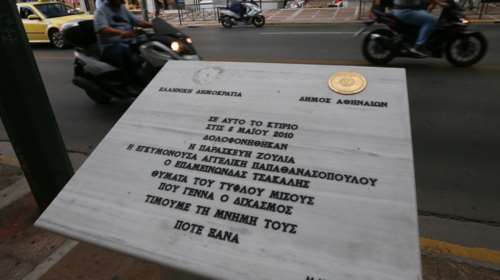 ΕΛΛΗΝΙΚΗ ΔΗΜΟΚΡΑΤΙΑ
ΔΗΜΟΣ ΑΘΗΝΑΙΩΝ
ΣΕ ΑΥΤΟ ΤΟ ΚΤΙΡΙΟ
ΣΤΙΣ 5 ΜΑΪΟΥ 2010
ΔΟΛΟΦΟΝΗΘΗΚΑΝ
Η ΠΑΡΑΣΚΕΥΗ ΖΟΥΛΙΑ
Η ΕΓΚΥΜΟΝΟΥΣΑ ΑΓΓΕΛΙΚΗ ΠΑΠΑΘΑΝΑΣΟΠΟΥΛΟΥ
Ο ΕΠΑΜΕΙΝΩΝΔΑΣ ΤΣΑΚΑΛΗΣ
ΘΥΜΑΤΑ ΤΟΥ ΤΥΦΛΟΥ ΜΙΣΟΥΣ
ΠΟΥ ΓΕΝΝΑ Ο ΔΙΧΑΣΜΟΣ
ΤΙΜΟΥΜΕ ΤΗ ΜΝΗΜΗ ΤΟΥΣ
ΠΟΤΕ ΞΑΝΑ